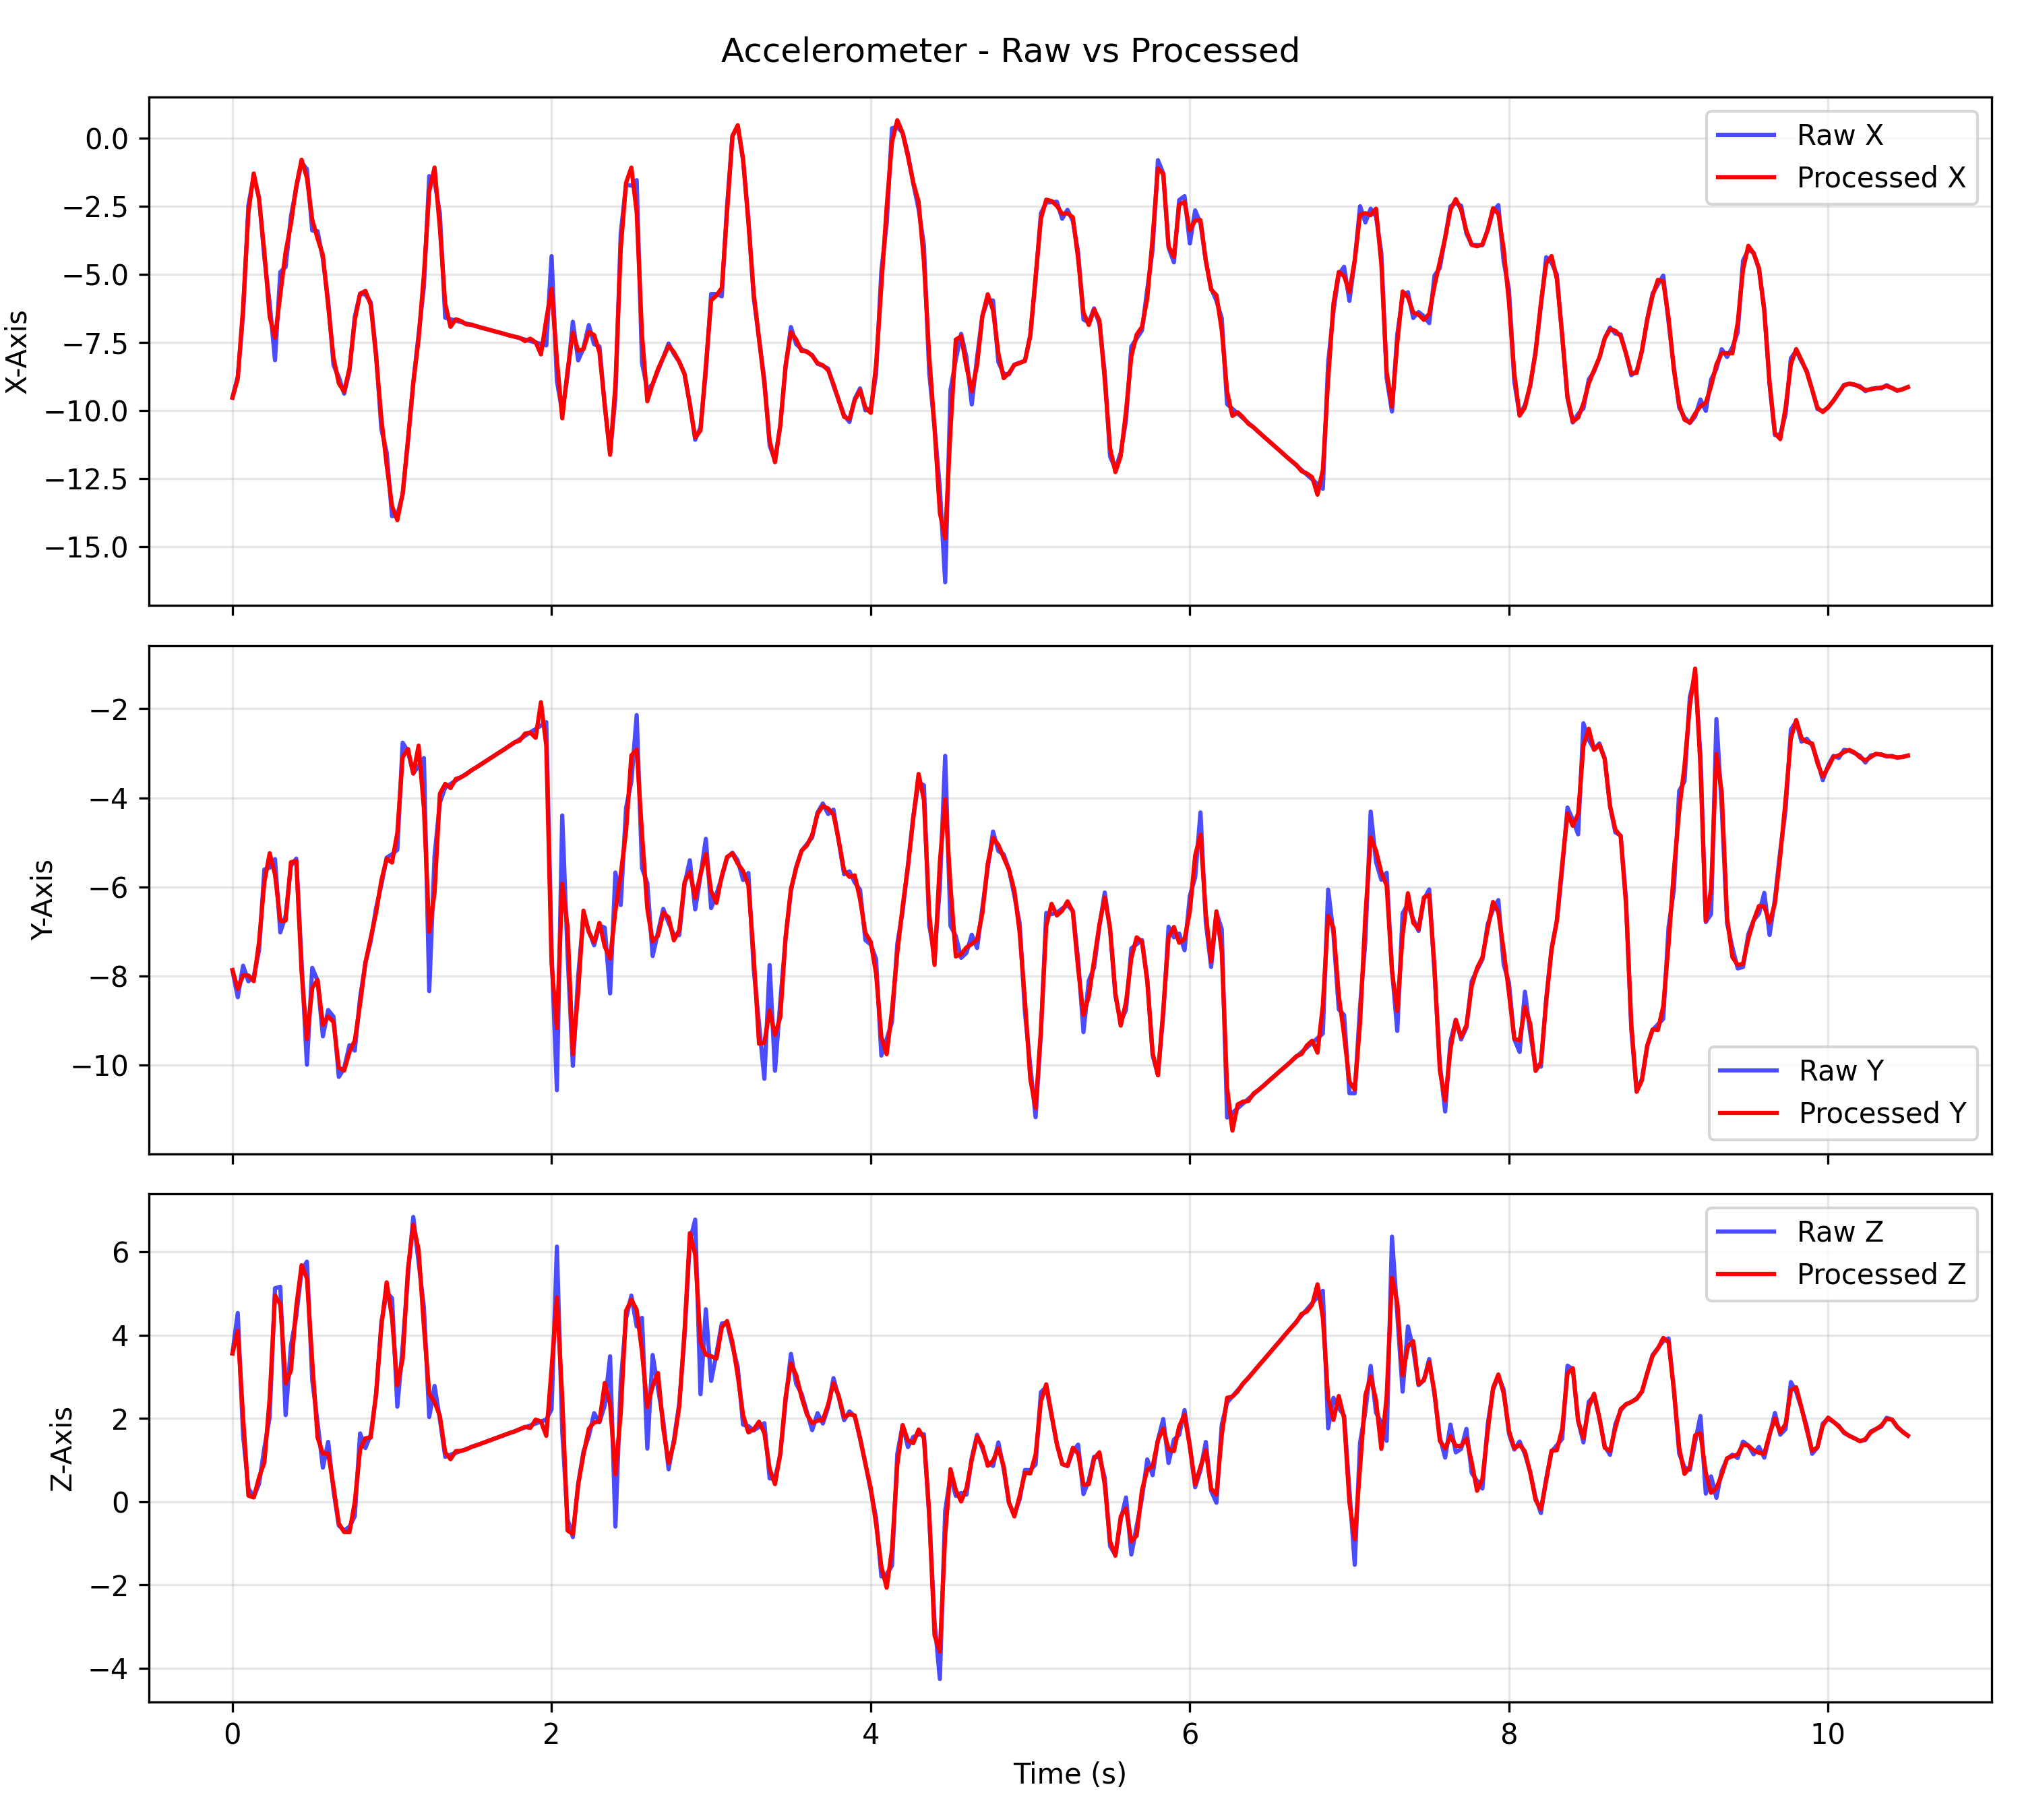 Accelerometer - Raw vs Processed
0.0
−2.5
−5.0
−7.5
−10.0
−12.5
−15.0
X-Axis
Raw X
Processed X
−2
−4
−6
−8
−10
Y-Axis
Raw Y
Processed Y
6
4
2
0
−2
−4
Z-Axis
Raw Z
Processed Z
0 2 4 6 8 10
Time (s)